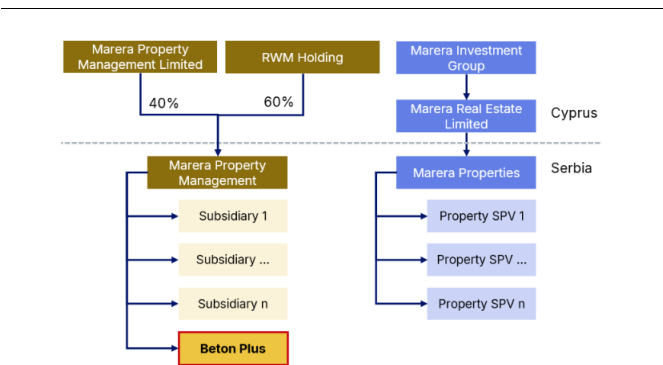 Marera Property
Management Limited
RWM Holding
Marera Investment
Group
40%
60%
Marera Real Estate
Limited
Cyprus
Marera Property
Management
Marera Properties
Serbia
Subsidiary 1
Property SPV 1
Subsidiary ...
Property SPV ...
Subsidiary n
Property SPV n
Beton Plus